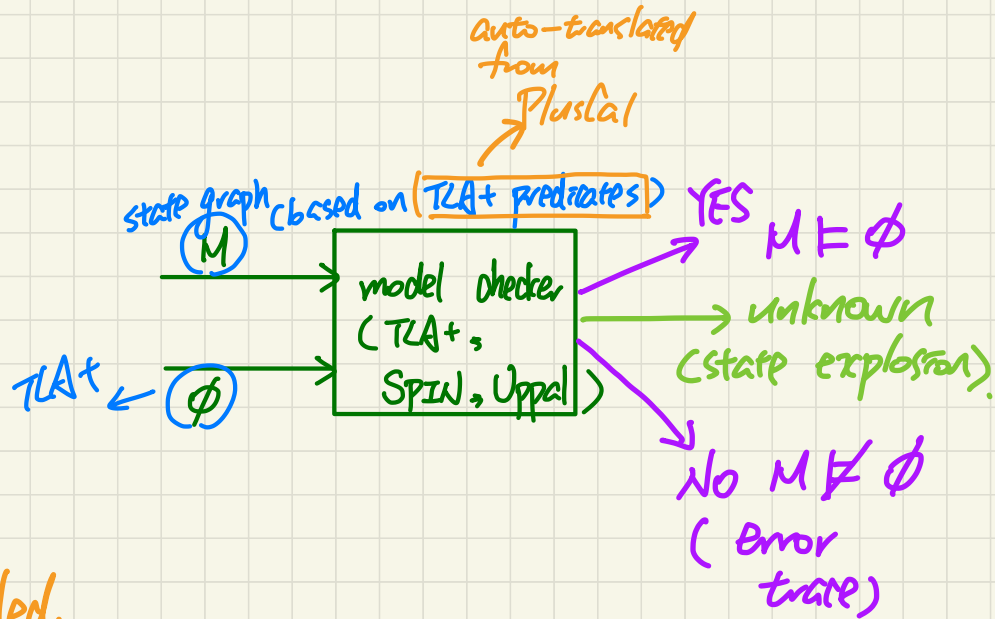 auto-translated
from
PlusCal
state graph (based on (TLA+ predicates)
M
YES M ⊨ ϕ
model checker
(TLA+,
SPIN, Uppal)
unknown
(state explosion).
TLA+
ϕ
No M ⊭ ϕ
(error
trace)